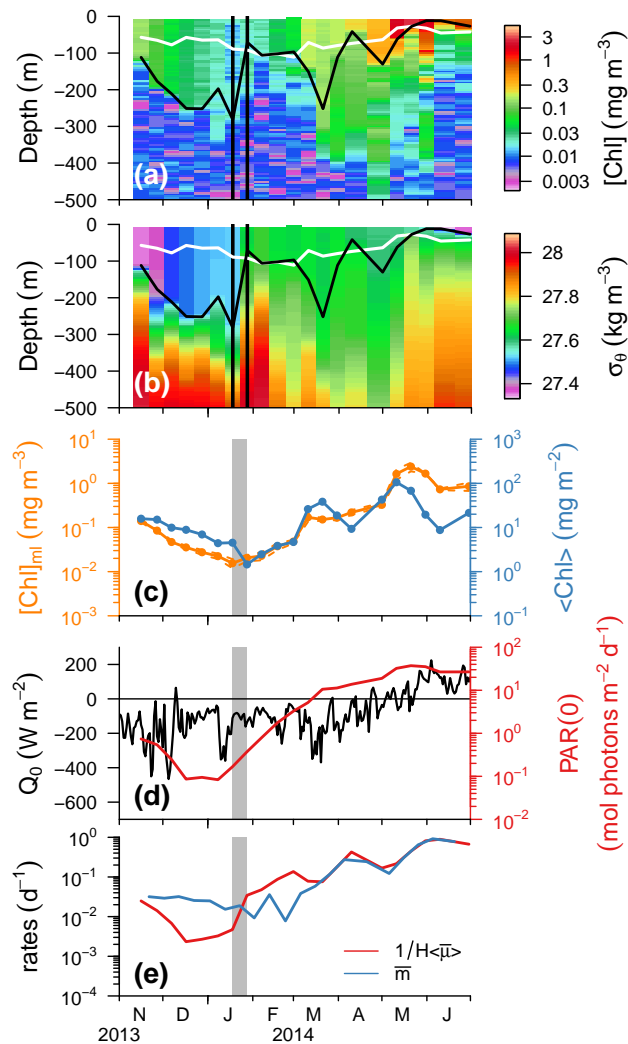 0
−100
−200
−300
−400
−500
Depth (m)
(a)
3
1
0.3
0.1
0.03
0.01
0.003
[Chl] (mg m⁻³)
0
−100
−200
−300
−400
−500
Depth (m)
(b)
28
27.8
27.6
27.4
σ_θ (kg m⁻³)
10¹
10⁰
10⁻¹
10⁻²
10⁻³
[Chl]ₘₗ (mg m⁻³)
(c)
10³
10²
10¹
10⁰
10⁻¹
<Chl> (mg m⁻²)
200
0
−200
−400
−600
Q₀ (W m⁻²)
(d)
10²
10¹
10⁰
10⁻¹
10⁻²
PAR(0)
(mol photons m⁻² d⁻¹)
10⁰
10⁻¹
10⁻²
10⁻³
10⁻⁴
rates (d⁻¹)
(e)
1/H<μ̅>
m̅
N D J F M A M J
2013 2014